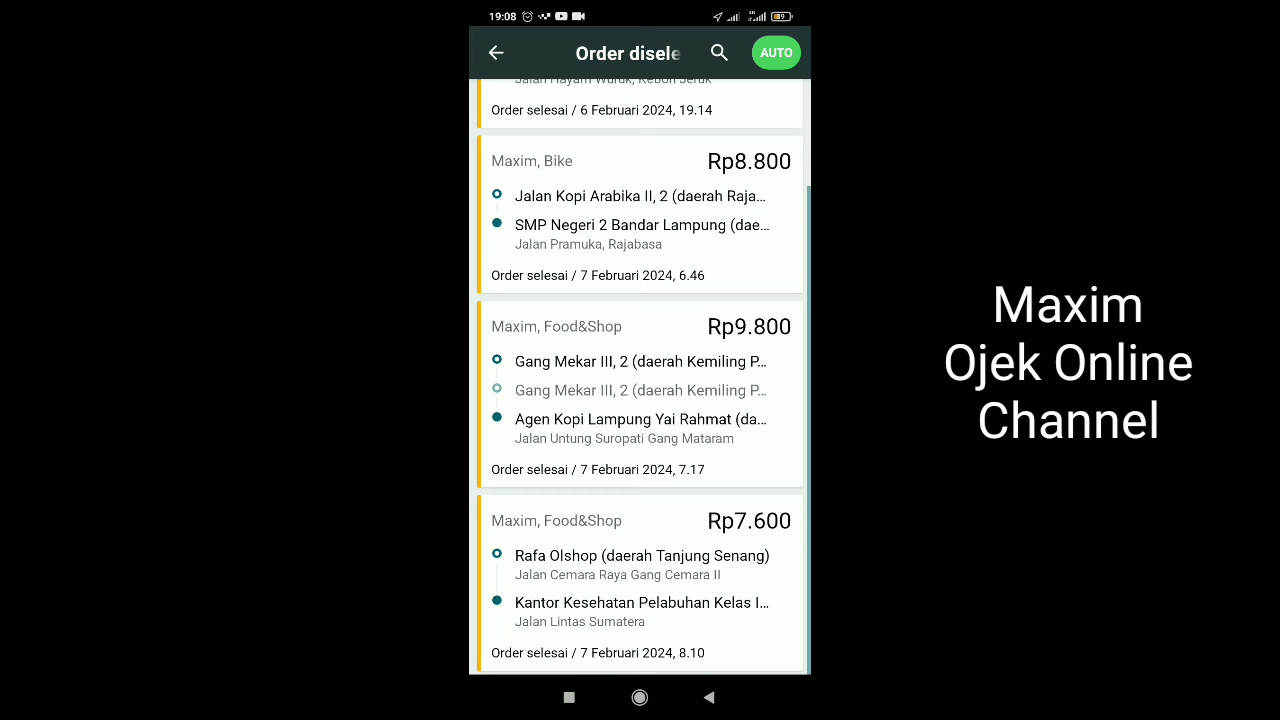 19:08
Order disele
AUTO
Jalan Hayam Wuruk, Kebon Jeruk
Order selesai / 6 Februari 2024, 19.14
Maxim, Bike
Rp8.800
Jalan Kopi Arabika II, 2 (daerah Raja...
SMP Negeri 2 Bandar Lampung (dae...
Jalan Pramuka, Rajabasa
Order selesai / 7 Februari 2024, 6.46
Maxim, Food&Shop
Rp9.800
Gang Mekar III, 2 (daerah Kemiling P...
Gang Mekar III, 2 (daerah Kemiling P...
Agen Kopi Lampung Yai Rahmat (da...
Jalan Untung Suropati Gang Mataram
Order selesai / 7 Februari 2024, 7.17
Maxim, Food&Shop
Rp7.600
Rafa Olshop (daerah Tanjung Senang)
Jalan Cemara Raya Gang Cemara II
Kantor Kesehatan Pelabuhan Kelas I...
Jalan Lintas Sumatera
Order selesai / 7 Februari 2024, 8.10
Maxim
Ojek Online
Channel